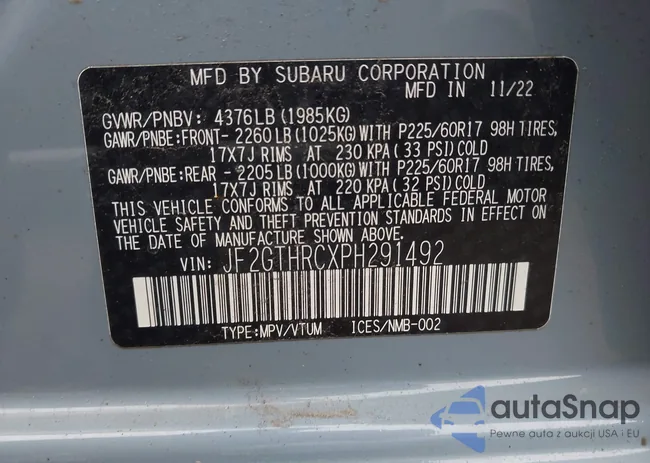 MFD BY SUBARU CORPORATION
MFD IN 11/22
GVWR/PNBV: 4376LB (1985KG)
GAWR/PNBE:FRONT- 2260LB (1025KG)WITH P225/60R17 98H TIRES,
17X7J RIMS AT 230 KPA (33 PSI)COLD
GAWR/PNBE:REAR - 2205LB (1000KG)WITH P225/60R17 98H TIRES,
17X7J RIMS AT 220 KPA (32 PSI)COLD
THIS VEHICLE CONFORMS TO ALL APPLICABLE FEDERAL MOTOR
VEHICLE SAFETY AND THEFT PREVENTION STANDARDS IN EFFECT ON
THE DATE OF MANUFACTURE SHOWN ABOVE.
VIN: JF2GTHRCXPH291492
TYPE:MPV/VTUM ICES/NMB-002
autaSnap
Pewne auta z aukcji USA i EU